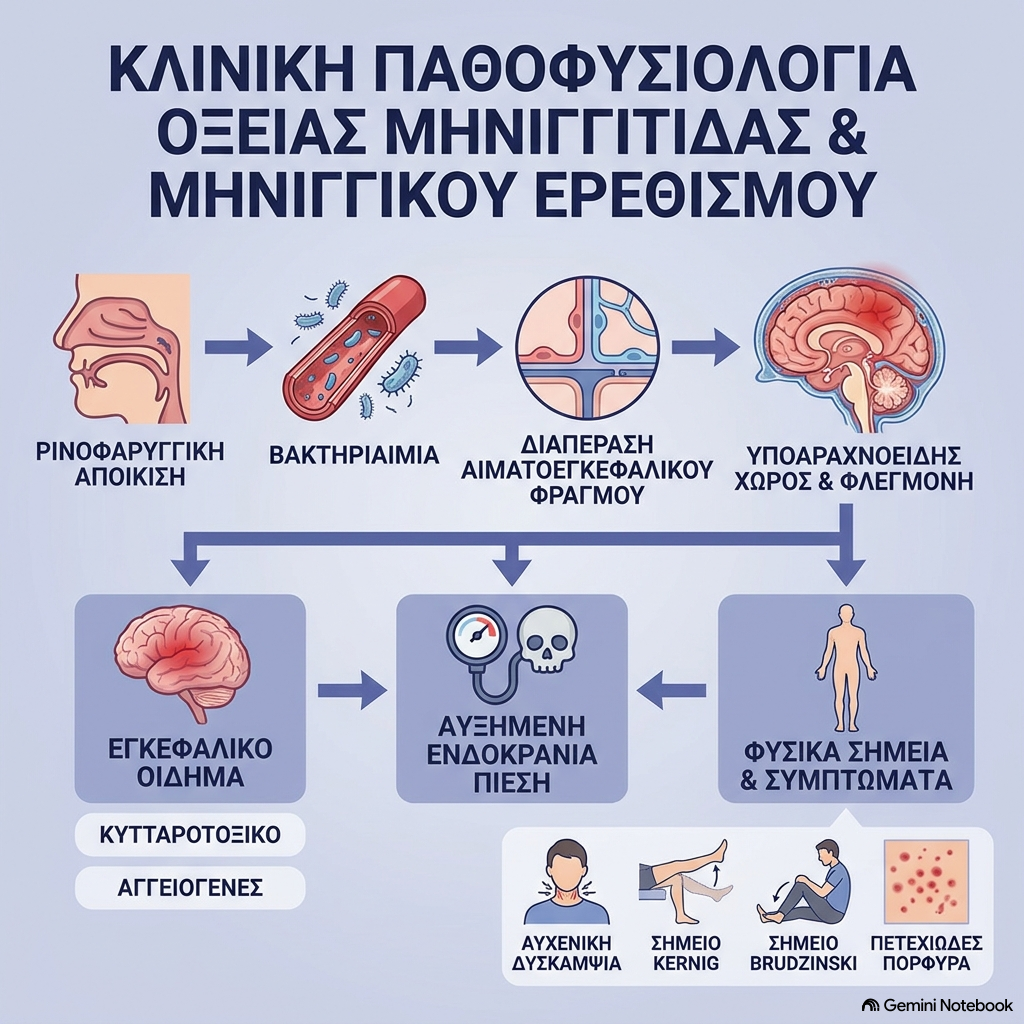 ΚΛΙΝΙΚΗ ΠΑΘΟΦΥΣΙΟΛΟΓΙΑ
ΟΞΕΙΑΣ ΜΗΝΙΓΓΙΤΙΔΑΣ &
ΜΗΝΙΓΓΙΚΟΥ ΕΡΕΘΙΣΜΟΥ
ΡΙΝΟΦΑΡΥΓΓΙΚΗ
ΑΠΟΙΚΙΣΗ
ΒΑΚΤΗΡΙΑΙΜΙΑ
ΔΙΑΠΕΡΑΣΗ
ΑΙΜΑΤΟΕΓΚΕΦΑΛΙΚΟΥ
ΦΡΑΓΜΟΥ
ΥΠΟΑΡΑΧΝΟΕΙΔΗΣ
ΧΩΡΟΣ & ΦΛΕΓΜΟΝΗ
ΕΓΚΕΦΑΛΙΚΟ
ΟΙΔΗΜΑ
ΑΥΞΗΜΕΝΗ
ΕΝΔΟΚΡΑΝΙΑ
ΠΙΕΣΗ
ΦΥΣΙΚΑ ΣΗΜΕΙΑ
& ΣΥΜΠΤΩΜΑΤΑ
ΚΥΤΤΑΡΟΤΟΞΙΚΟ
ΑΓΓΕΙΟΓΕΝΕΣ
ΑΥΧΕΝΙΚΗ
ΔΥΣΚΑΜΨΙΑ
ΣΗΜΕΙΟ
KERNIG
ΣΗΜΕΙΟ
BRUDZINSKI
ΠΕΤΕΧΙΩΔΕΣ
ΠΟΡΦΥΡΑ
Gemini Notebook